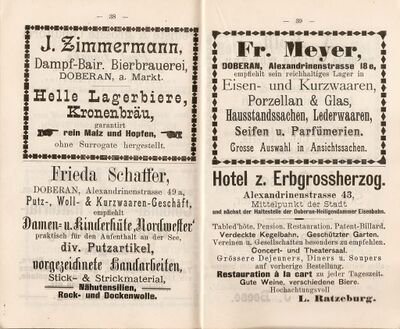 — 38 —
J. Zimmermann,
Dampf-Bair. Bierbrauerei,
DOBERAN, a. Markt.
Helle Lagerbiere,
Kronenbräu,
garantirt
rein Malz und Hopfen,
ohne Surrogate hergestellt.
Frieda Schaffer,
DOBERAN, Alexandrinenstrasse 49 a,
Putz-, Woll- & Kurzwaaren-Geschäft,
empfiehlt
Damen- u. Kinderhüte, „Nordwester“
praktisch für den Aufenthalt an der See,
div. Putzartikel,
vorgezeichnete Handarbeiten,
Stick- & Strickmaterial,
Nähutensilien,
Rock- und Dockenwolle.
— 39 —
Fr. Meyer,
DOBERAN, Alexandrinenstrasse 18 e,
empfiehlt sein reichhaltiges Lager in
Eisen- und Kurzwaaren,
Porzellan & Glas,
Hausstandssachen, Lederwaaren,
Seifen u. Parfümerien.
Grosse Auswahl in Ansichtssachen.
Hotel z. Erbgrossherzog.
Alexandrinenstrasse 43,
Mittelpunkt der Stadt
und nächst der Haltestelle der Doberan-Heiligendammer Eisenbahn.
Tabled'hôte, Pension. Restauration. Patent-Billard.
Verdeckte Kegelbahn. Geschützter Garten.
Vereinen u. Gesellschaften besonders zu empfehlen.
Concert- und Theatersaal.
Grössere Dejeuners, Diners u. Soupers
auf vorherige Bestellung.
Restauration à la cart zu jeder Tageszeit.
Gute Weine, verschiedene Biere.
Hochachtungsvoll
L. Ratzeburg.